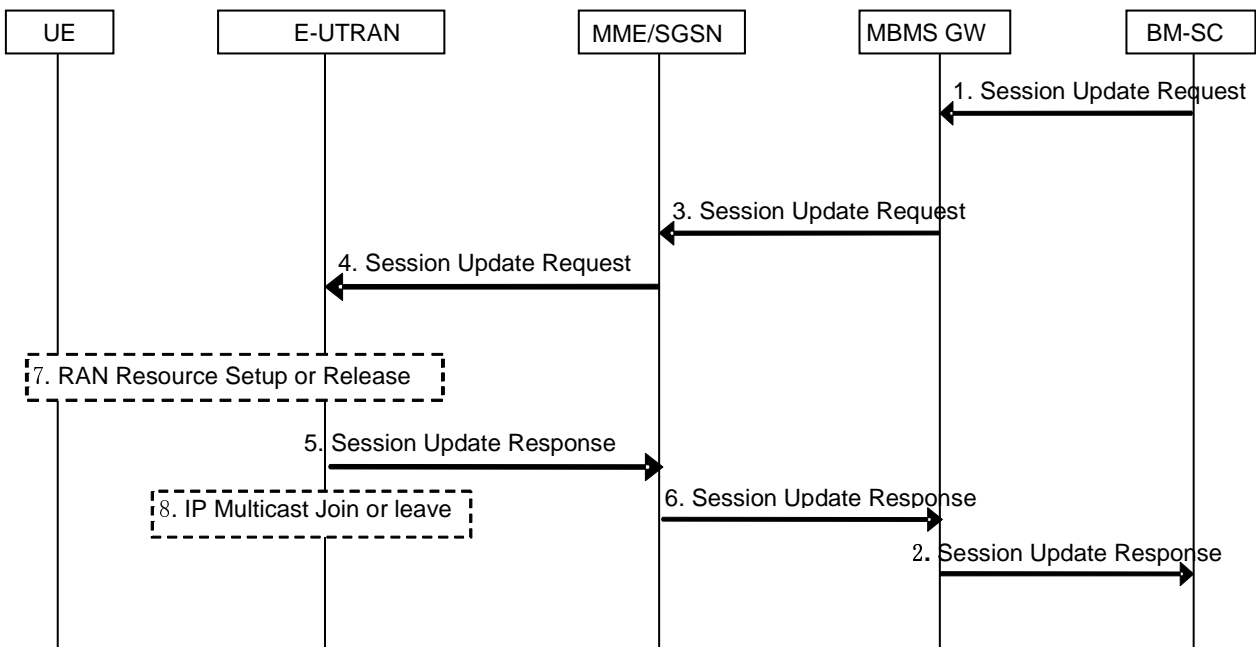 UE
E-UTRAN
MME/SGSN
MBMS GW
BM-SC
1. Session Update Request
3. Session Update Request
4. Session Update Request
7. RAN Resource Setup or Release
5. Session Update Response
8. IP Multicast Join or leave
6. Session Update Response
2. Session Update Response